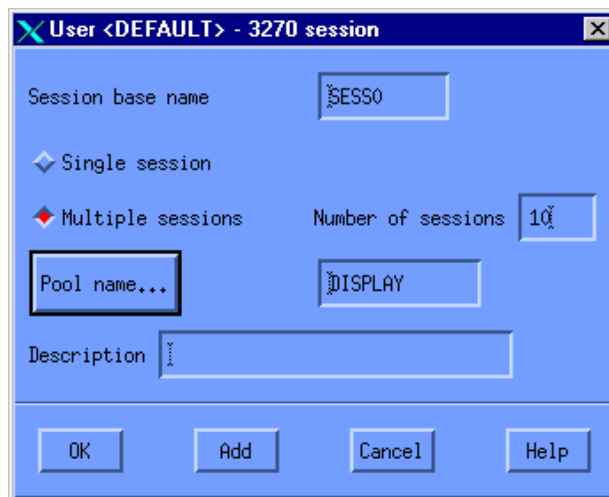 User <DEFAULT> - 3270 session
Session base name SESSO
Single session
Multiple sessions Number of sessions 10
Pool name... DISPLAY
Description
OK Add Cancel Help